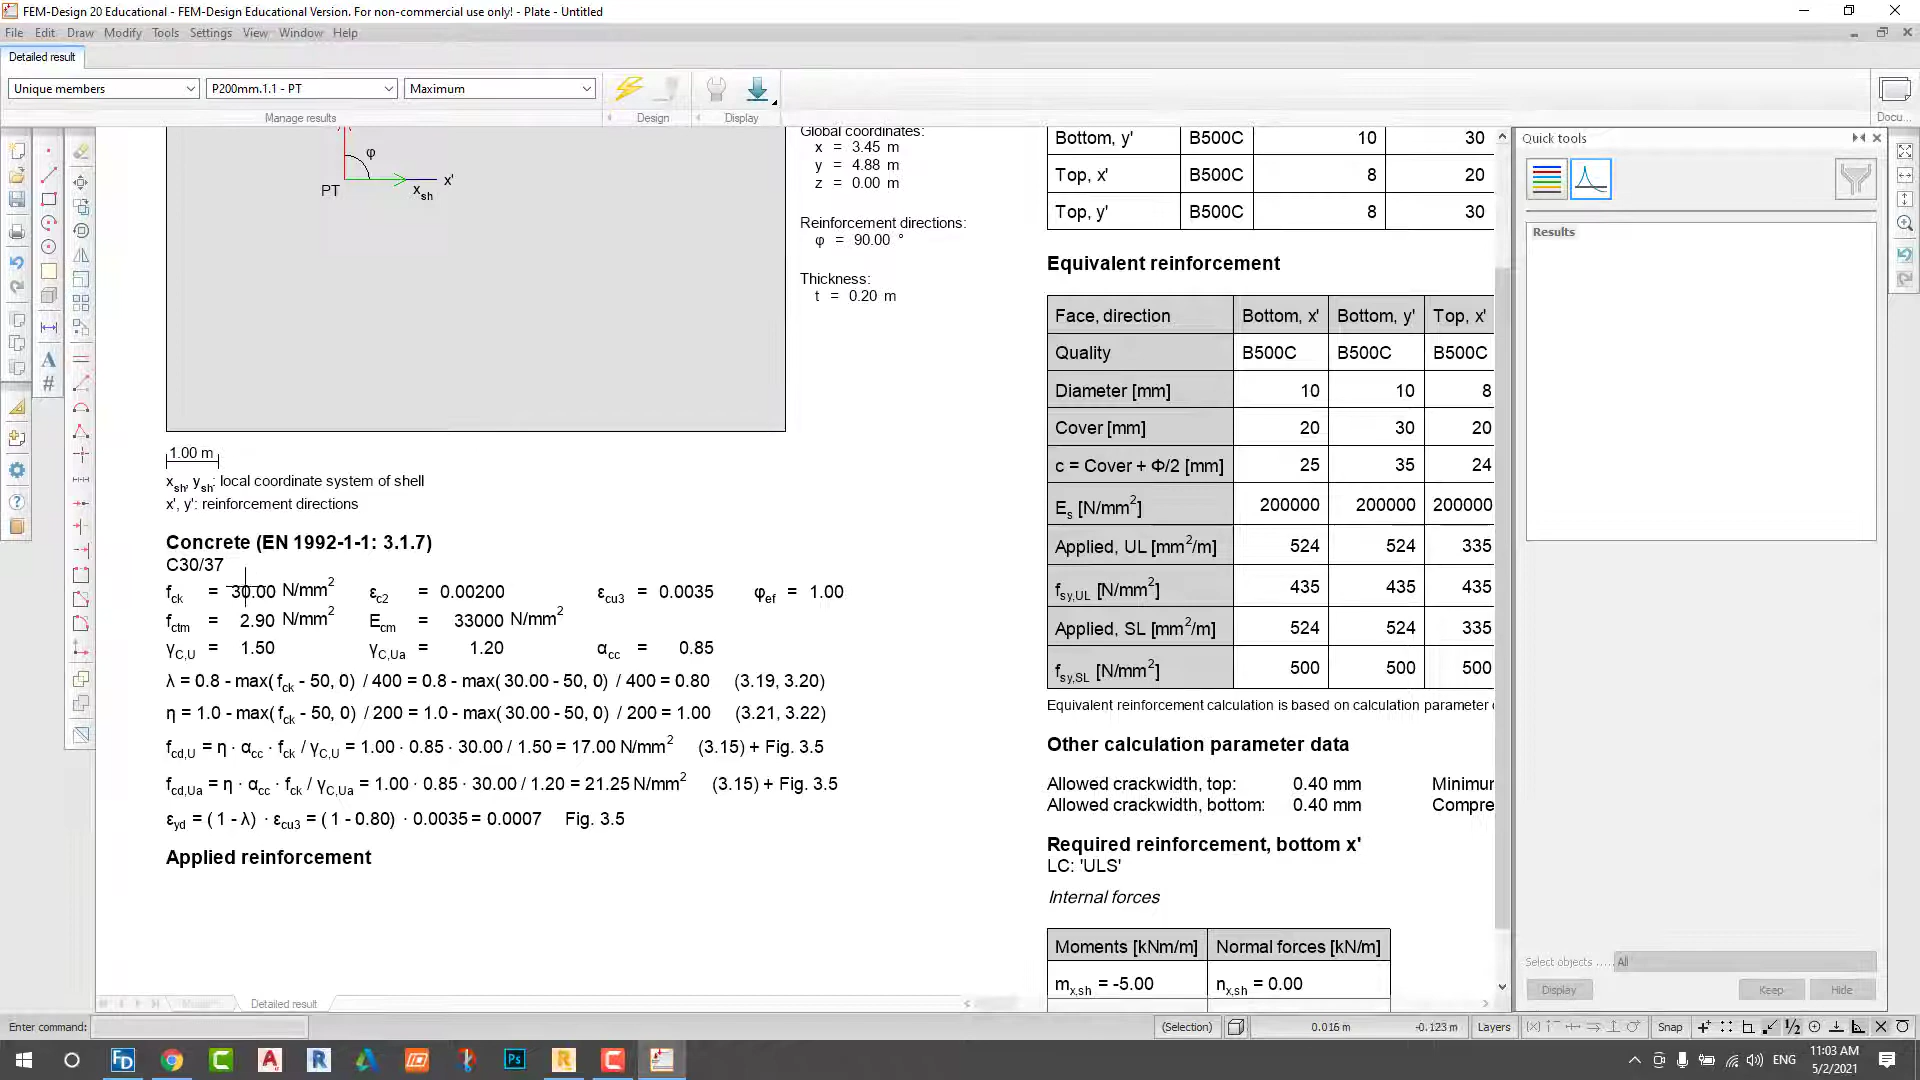 FEM-Design 20 Educational - FEM-Design Educational Version. For non-commercial use only! - Plate - Untitled
File Edit Draw Modify Tools Settings View Window Help
Detailed result
Unique members P200mm.1.1 - PT Maximum
Manage results Design Display Docu...
φ
PT xsh x'
Global coordinates:
x = 3.45 m
y = 4.88 m
z = 0.00 m
Reinforcement directions:
φ = 90.00 °
Thickness:
t = 0.20 m
1.00 m
xsh, ysh: local coordinate system of shell
x', y': reinforcement directions
Concrete (EN 1992-1-1: 3.1.7)
C30/37
fck = 30.00 N/mm2 εc2 = 0.00200 εcu3 = 0.0035 φef = 1.00
fctm = 2.90 N/mm2 Ecm = 33000 N/mm2
γC,U = 1.50 γC,Ua = 1.20 αcc = 0.85
λ = 0.8 - max( fck - 50, 0) / 400 = 0.8 - max( 30.00 - 50, 0) / 400 = 0.80 (3.19, 3.20)
η = 1.0 - max( fck - 50, 0) / 200 = 1.0 - max( 30.00 - 50, 0) / 200 = 1.00 (3.21, 3.22)
fcd,U = η · αcc · fck / γC,U = 1.00 · 0.85 · 30.00 / 1.50 = 17.00 N/mm2 (3.15) + Fig. 3.5
fcd,Ua = η · αcc · fck / γC,Ua = 1.00 · 0.85 · 30.00 / 1.20 = 21.25 N/mm2 (3.15) + Fig. 3.5
εyd = ( 1 - λ) · εcu3 = ( 1 - 0.80) · 0.0035 = 0.0007 Fig. 3.5
Applied reinforcement
Bottom, y' B500C 10 30
Top, x' B500C 8 20
Top, y' B500C 8 30
Equivalent reinforcement
Face, direction Bottom, x' Bottom, y' Top, x'
Quality B500C B500C B500C
Diameter [mm] 10 10 8
Cover [mm] 20 30 20
c = Cover + Φ/2 [mm] 25 35 24
Es [N/mm2] 200000 200000 200000
Applied, UL [mm2/m] 524 524 335
fsy,UL [N/mm2] 435 435 435
Applied, SL [mm2/m] 524 524 335
fsy,SL [N/mm2] 500 500 500
Equivalent reinforcement calculation is based on calculation parameter
Other calculation parameter data
Allowed crackwidth, top: 0.40 mm Minimur
Allowed crackwidth, bottom: 0.40 mm Compre
Required reinforcement, bottom x'
LC: 'ULS'
Internal forces
Moments [kNm/m] Normal forces [kN/m]
mx,sh = -5.00 nx,sh = 0.00
Quick tools
Results
Select objects ..... All
Display Keep Hide
Detailed result
Enter command: (Selection) 0.016 m -0.123 m Layers Snap
ENG 11:03 AM
5/2/2021